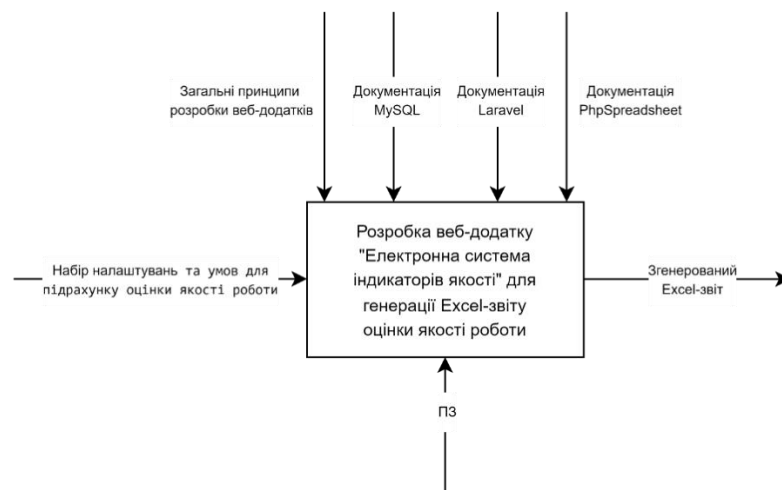 Загальні принципи
розробки веб-додатків
Документація
MySQL
Документація
Laravel
Документація
PhpSpreadsheet
Набір налаштувань та умов для
підрахунку оцінки якості роботи
Розробка веб-додатку
"Електронна система
індикаторів якості" для
генерації Excel-звіту
оцінки якості роботи
Згенерований
Excel-звіт
ПЗ